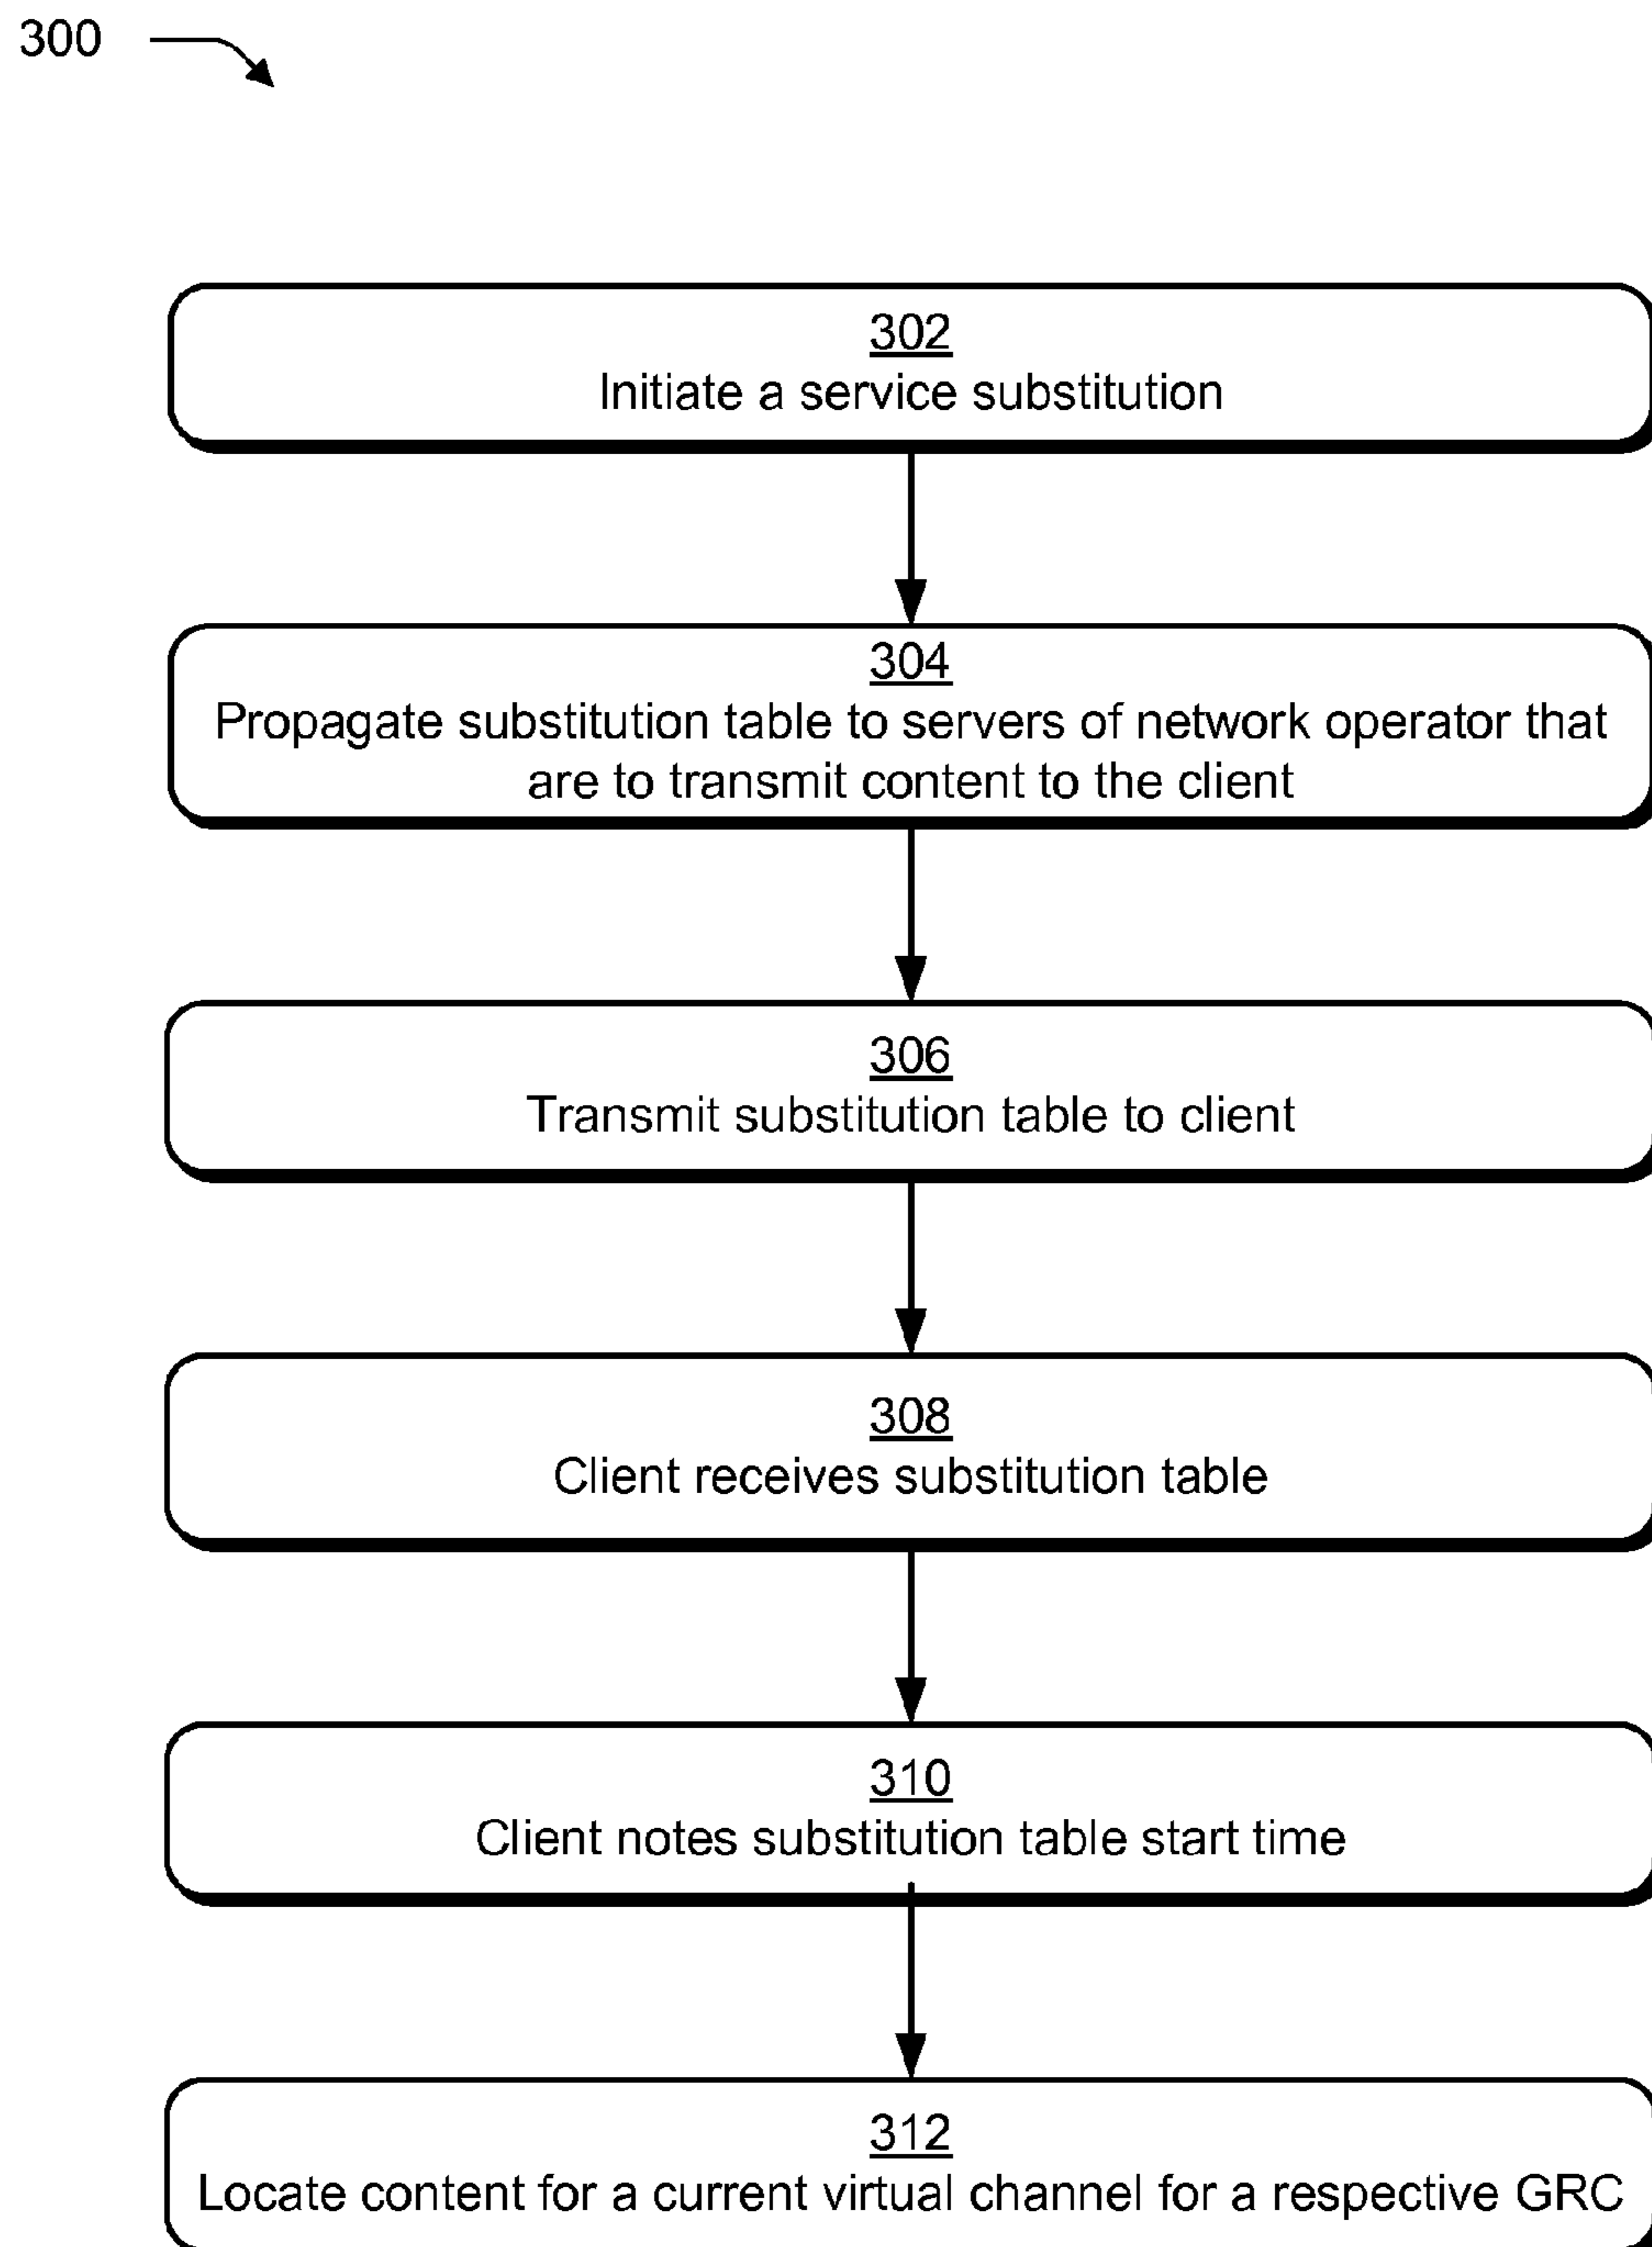 300
302
Initiate a service substitution
304
Propagate substitution table to servers of network operator that
are to transmit content to the client
306
Transmit substitution table to client
308
Client receives substitution table
310
Client notes substitution table start time
312
Locate content for a current virtual channel for a respective GRC